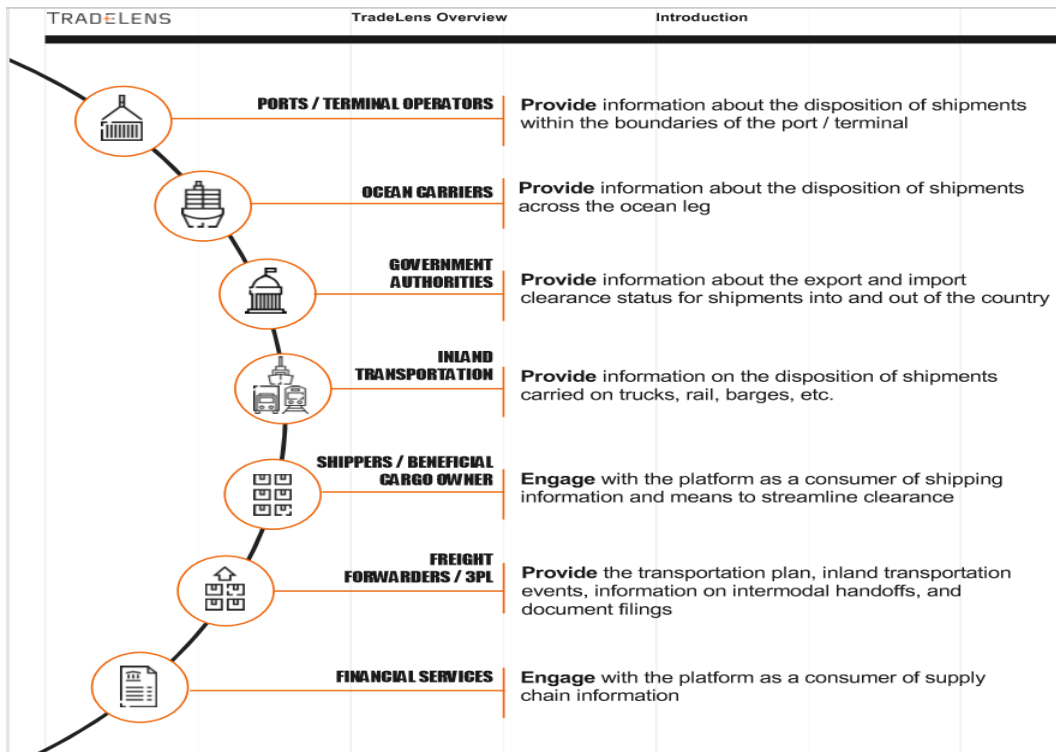 TRADELENS TradeLens Overview Introduction
PORTS / TERMINAL OPERATORS
Provide information about the disposition of shipments
within the boundaries of the port / terminal
OCEAN CARRIERS
Provide information about the disposition of shipments
across the ocean leg
GOVERNMENT
AUTHORITIES
Provide information about the export and import
clearance status for shipments into and out of the country
INLAND
TRANSPORTATION
Provide information on the disposition of shipments
carried on trucks, rail, barges, etc.
SHIPPERS / BENEFICIAL
CARGO OWNER
Engage with the platform as a consumer of shipping
information and means to streamline clearance
FREIGHT
FORWARDERS / 3PL
Provide the transportation plan, inland transportation
events, information on intermodal handoffs, and
document filings
FINANCIAL SERVICES
Engage with the platform as a consumer of supply
chain information